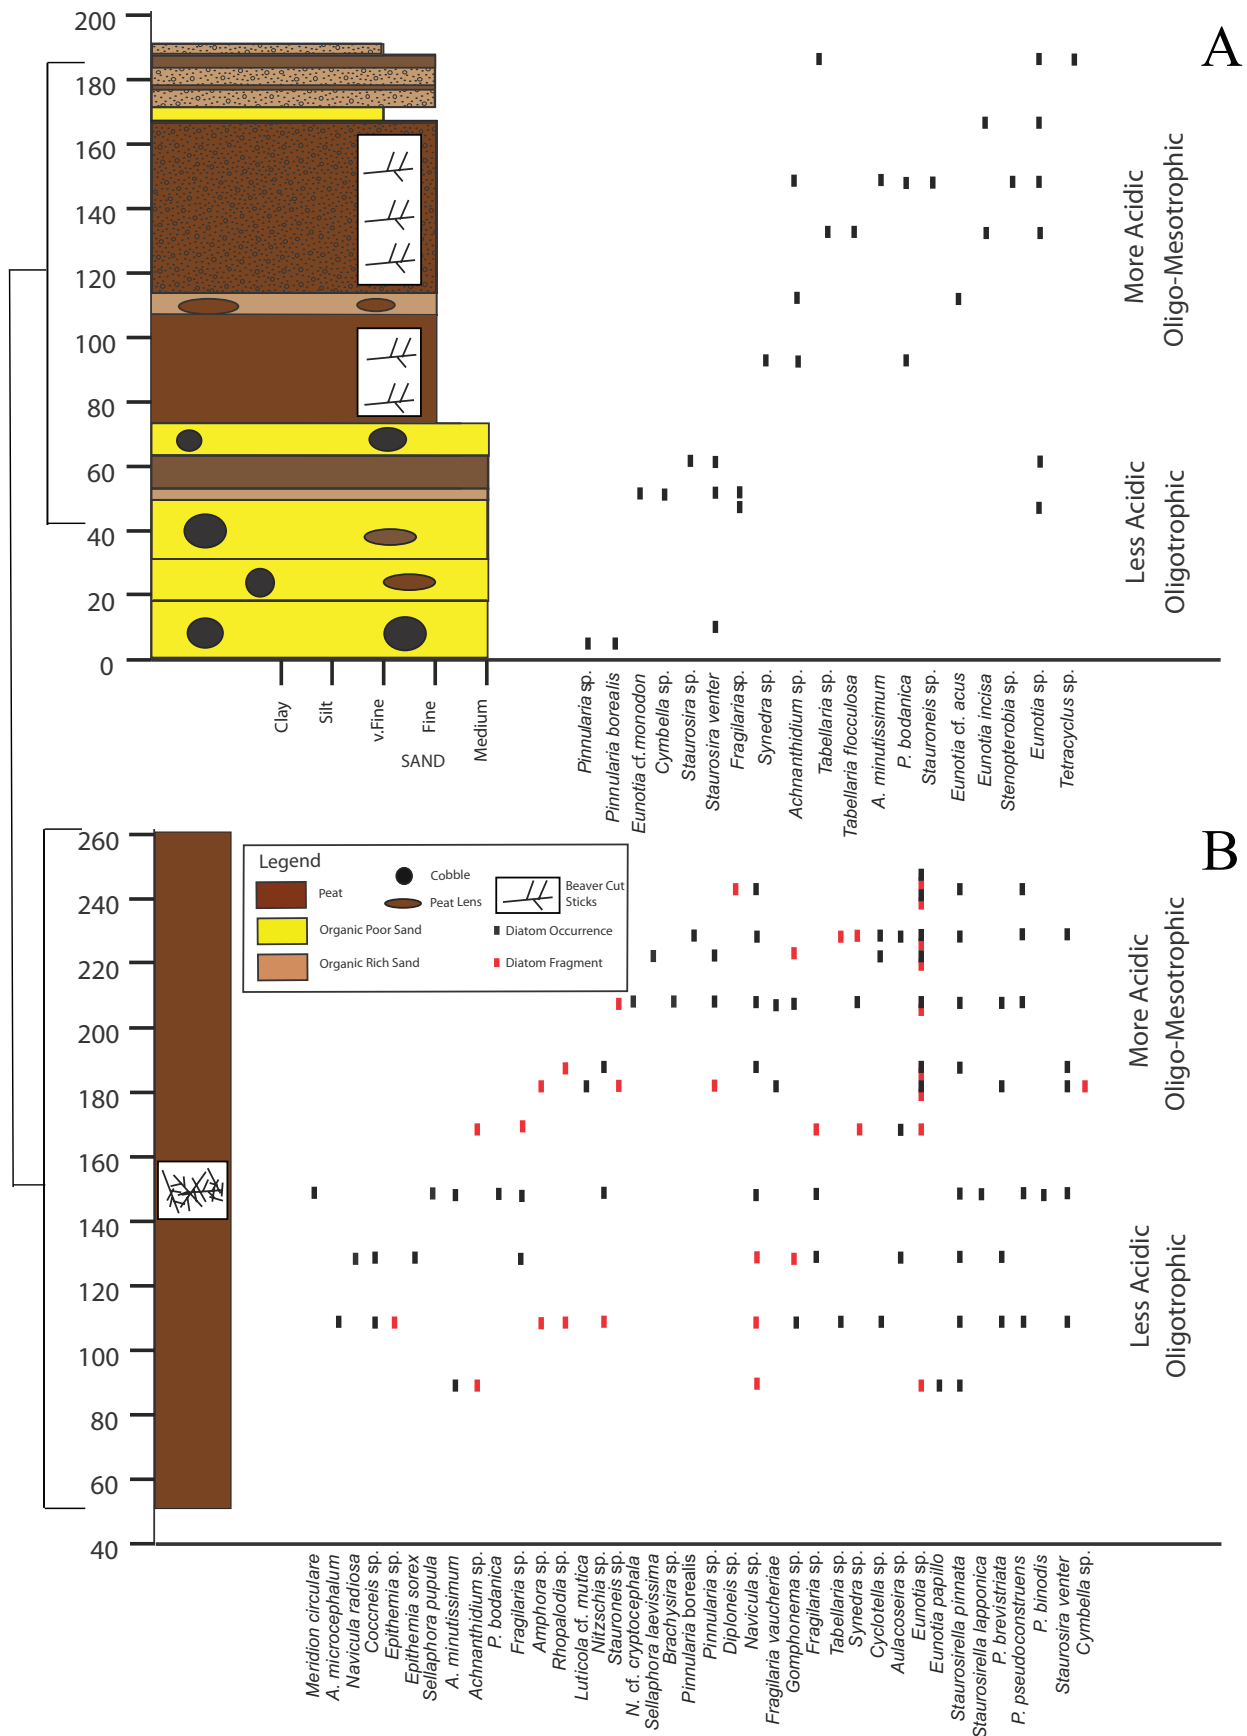 A
200
180
160
140
120
100
80
60
40
20
0
More Acidic
Oligo-Mesotrophic
Less Acidic
Oligotrophic
Clay
Silt
v.Fine
Fine
Medium
SAND
Pinnularia sp.
Pinnularia borealis
Eunotia cf. monodon
Cymbella sp.
Staurosira sp.
Staurosira venter
Fragilaria sp.
Synedra sp.
Achnanthidium sp.
Tabellaria sp.
Tabellaria flocculosa
A. minutissimum
P. bodanica
Stauroneis sp.
Eunotia cf. acus
Eunotia incisa
Stenopterobia sp.
Eunotia sp.
Tetracyclus sp.
B
260
240
220
200
180
160
140
120
100
80
60
40
Legend
Peat
Organic Poor Sand
Organic Rich Sand
Cobble
Peat Lens
Beaver Cut
Sticks
Diatom Occurrence
Diatom Fragment
More Acidic
Oligo-Mesotrophic
Less Acidic
Oligotrophic
Meridion circulare
A. microcephalum
Navicula radiosa
Cocconeis sp.
Epithemia sp.
Epithemia sorex
Sellaphora pupula
A. minutissimum
Achnanthidium sp.
P. bodanica
Fragilaria sp.
Amphora sp.
Rhopalodia sp.
Luticola cf. mutica
Nitzschia sp.
Stauroneis sp.
N. cf. cryptocephala
Sellaphora laevissima
Brachysira sp.
Pinnularia borealis
Pinnularia sp.
Diploneis sp.
Navicula sp.
Fragilaria vaucheriae
Gomphonema sp.
Fragilaria sp.
Tabellaria sp.
Synedra sp.
Cyclotella sp.
Aulacoseira sp.
Eunotia sp.
Eunotia papillo
Staurosirella pinnata
Staurosirella lapponica
P. brevistriata
P. pseudoconstruens
P. binodis
Staurosira venter
Cymbella sp.